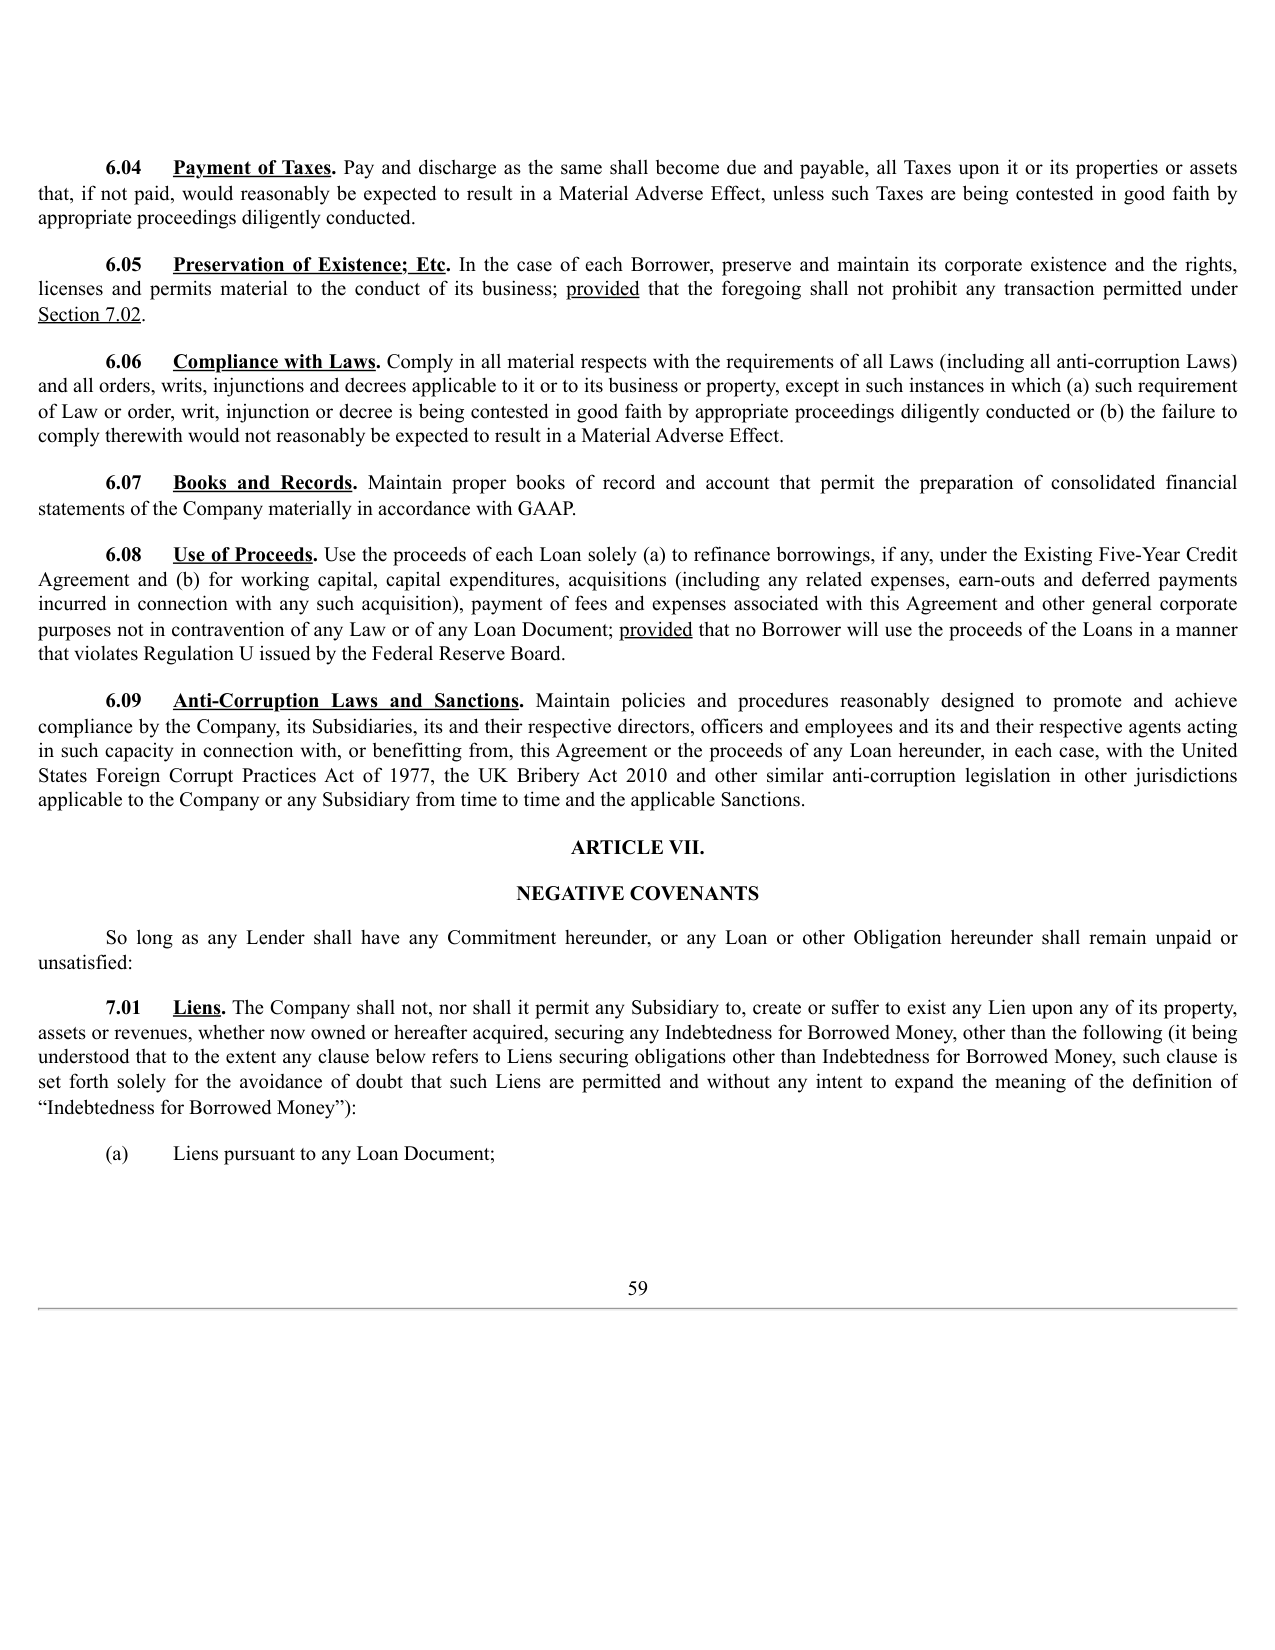 6.04 Payment of Taxes. Pay and discharge as the same shall become due and payable, all Taxes upon it or its properties or assets
that, if not paid, would reasonably be expected to result in a Material Adverse Effect, unless such Taxes are being contested in good faith by
appropriate proceedings diligently conducted.
6.05 Preservation of Existence; Etc. In the case of each Borrower, preserve and maintain its corporate existence and the rights,
licenses and permits material to the conduct of its business; provided that the foregoing shall not prohibit any transaction permitted under
Section 7.02.
6.06 Compliance with Laws. Comply in all material respects with the requirements of all Laws (including all anti-corruption Laws)
and all orders, writs, injunctions and decrees applicable to it or to its business or property, except in such instances in which (a) such requirement
of Law or order, writ, injunction or decree is being contested in good faith by appropriate proceedings diligently conducted or (b) the failure to
comply therewith would not reasonably be expected to result in a Material Adverse Effect.
6.07 Books and Records. Maintain proper books of record and account that permit the preparation of consolidated financial
statements of the Company materially in accordance with GAAP.
6.08 Use of Proceeds. Use the proceeds of each Loan solely (a) to refinance borrowings, if any, under the Existing Five-Year Credit
Agreement and (b) for working capital, capital expenditures, acquisitions (including any related expenses, earn-outs and deferred payments
incurred in connection with any such acquisition), payment of fees and expenses associated with this Agreement and other general corporate
purposes not in contravention of any Law or of any Loan Document; provided that no Borrower will use the proceeds of the Loans in a manner
that violates Regulation U issued by the Federal Reserve Board.
6.09 Anti-Corruption Laws and Sanctions. Maintain policies and procedures reasonably designed to promote and achieve
compliance by the Company, its Subsidiaries, its and their respective directors, officers and employees and its and their respective agents acting
in such capacity in connection with, or benefitting from, this Agreement or the proceeds of any Loan hereunder, in each case, with the United
States Foreign Corrupt Practices Act of 1977, the UK Bribery Act 2010 and other similar anti-corruption legislation in other jurisdictions
applicable to the Company or any Subsidiary from time to time and the applicable Sanctions.
ARTICLE VII.
NEGATIVE COVENANTS
So long as any Lender shall have any Commitment hereunder, or any Loan or other Obligation hereunder shall remain unpaid or
unsatisfied:
7.01 Liens. The Company shall not, nor shall it permit any Subsidiary to, create or suffer to exist any Lien upon any of its property,
assets or revenues, whether now owned or hereafter acquired, securing any Indebtedness for Borrowed Money, other than the following (it being
understood that to the extent any clause below refers to Liens securing obligations other than Indebtedness for Borrowed Money, such clause is
set forth solely for the avoidance of doubt that such Liens are permitted and without any intent to expand the meaning of the definition of
“Indebtedness for Borrowed Money”):
(a) Liens pursuant to any Loan Document;
59